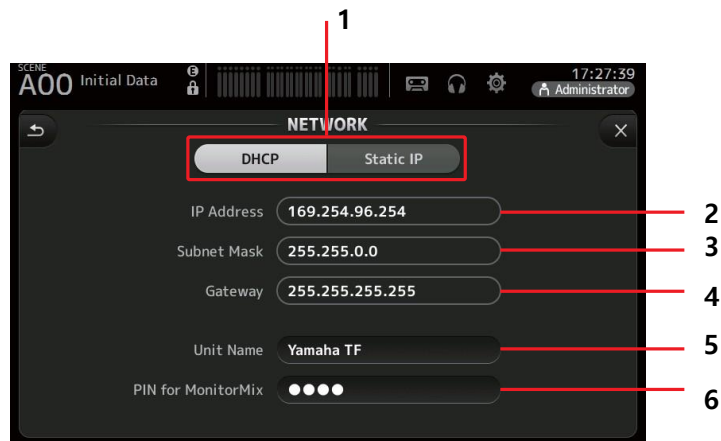 1
SCENE
A00 Initial Data
E
17:27:39
Administrator
NETWORK
DHCP Static IP
IP Address 169.254.96.254 2
Subnet Mask 255.255.0.0 3
Gateway 255.255.255.255 4
Unit Name Yamaha TF 5
PIN for MonitorMix ●●●● 6